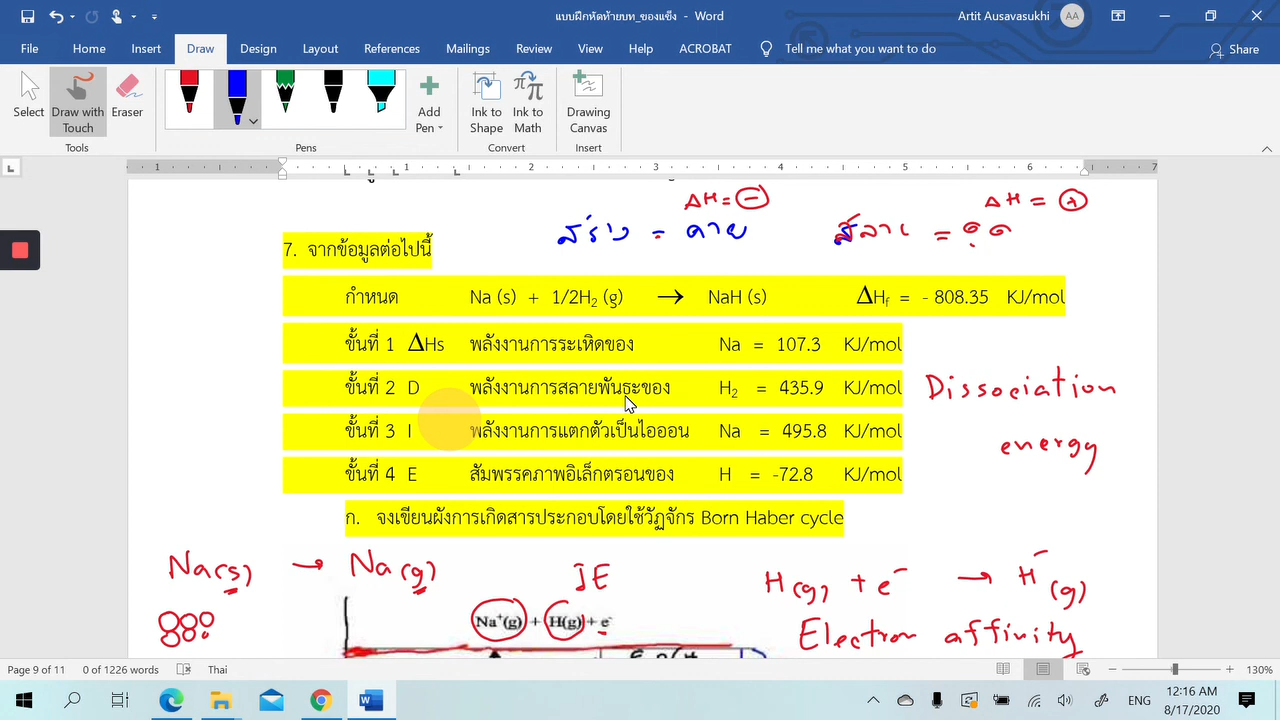 แบบฝึกหัดท้ายบท_ของแข็ง - Word
Artit Ausavasukhi AA
File Home Insert Draw Design Layout References Mailings Review View Help ACROBAT Tell me what you want to do Share
Select Draw with Touch Eraser Add Pen Ink to Shape Ink to Math Drawing Canvas
Tools Pens Convert Insert
1 1 2 3 4 5 6 7
ΔH = - ΔH = +
สร้าง = คาย สลาย = ดูด
7. จากข้อมูลต่อไปนี้
กำหนด Na (s) + 1/2H₂ (g) → NaH (s) ΔHf = - 808.35 KJ/mol
ขั้นที่ 1 ΔHs พลังงานการระเหิดของ Na = 107.3 KJ/mol
ขั้นที่ 2 D พลังงานการสลายพันธะของ H₂ = 435.9 KJ/mol Dissociation
ขั้นที่ 3 I พลังงานการแตกตัวเป็นไอออน Na = 495.8 KJ/mol energy
ขั้นที่ 4 E สัมพรรคภาพอิเล็กตรอนของ H = -72.8 KJ/mol
ก. จงเขียนผังการเกิดสารประกอบโดยใช้วัฏจักร Born Haber cycle
Na(s) → Na(g) IE H(g) + e⁻ → H⁻(g)
Na⁺(g) + H(g) + e⁻ Electron affinity
Page 9 of 11 0 of 1226 words Thai 130%
ENG 12:16 AM
8/17/2020